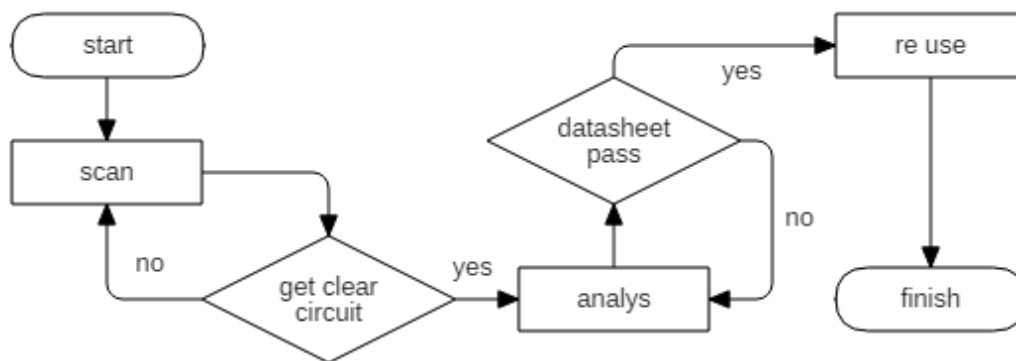 start
scan
no
get clear
circuit
yes
analys
datasheet
pass
no
yes
re use
finish